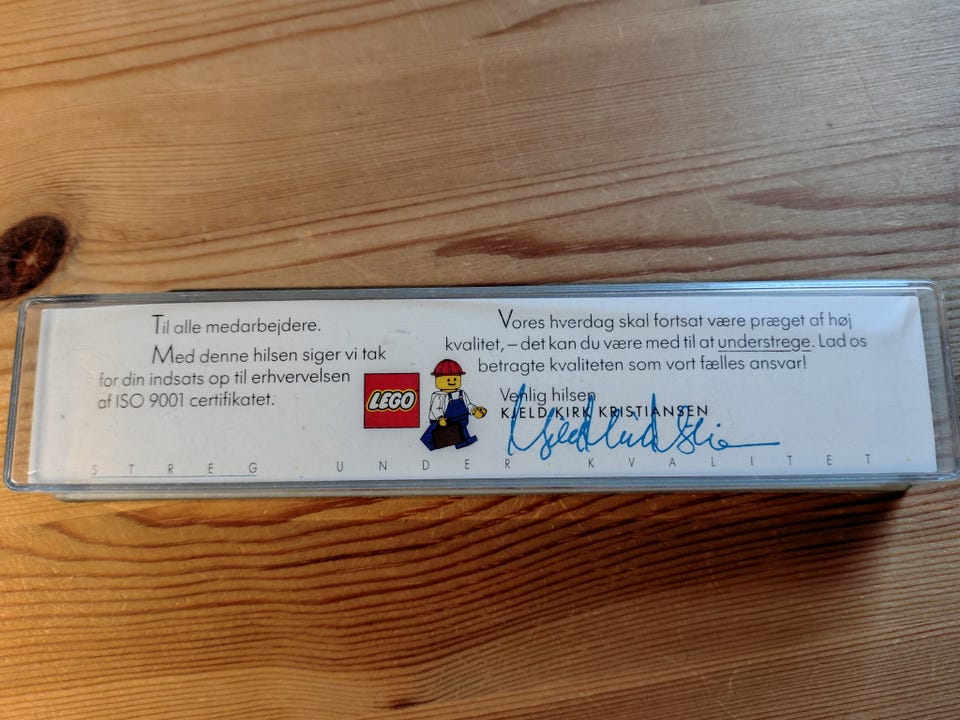 Til alle medarbejdere.
Med denne hilsen siger vi tak
for din indsats op til erhvervelsen
af ISO 9001 certifikatet.
LEGO
Vores hverdag skal fortsat være præget af høj
kvalitet,– det kan du være med til at understrege. Lad os
betragte kvaliteten som vort fælles ansvar!
Venlig hilsen
KJELD KIRK KRISTIANSEN
STREG UNDER KVALITET